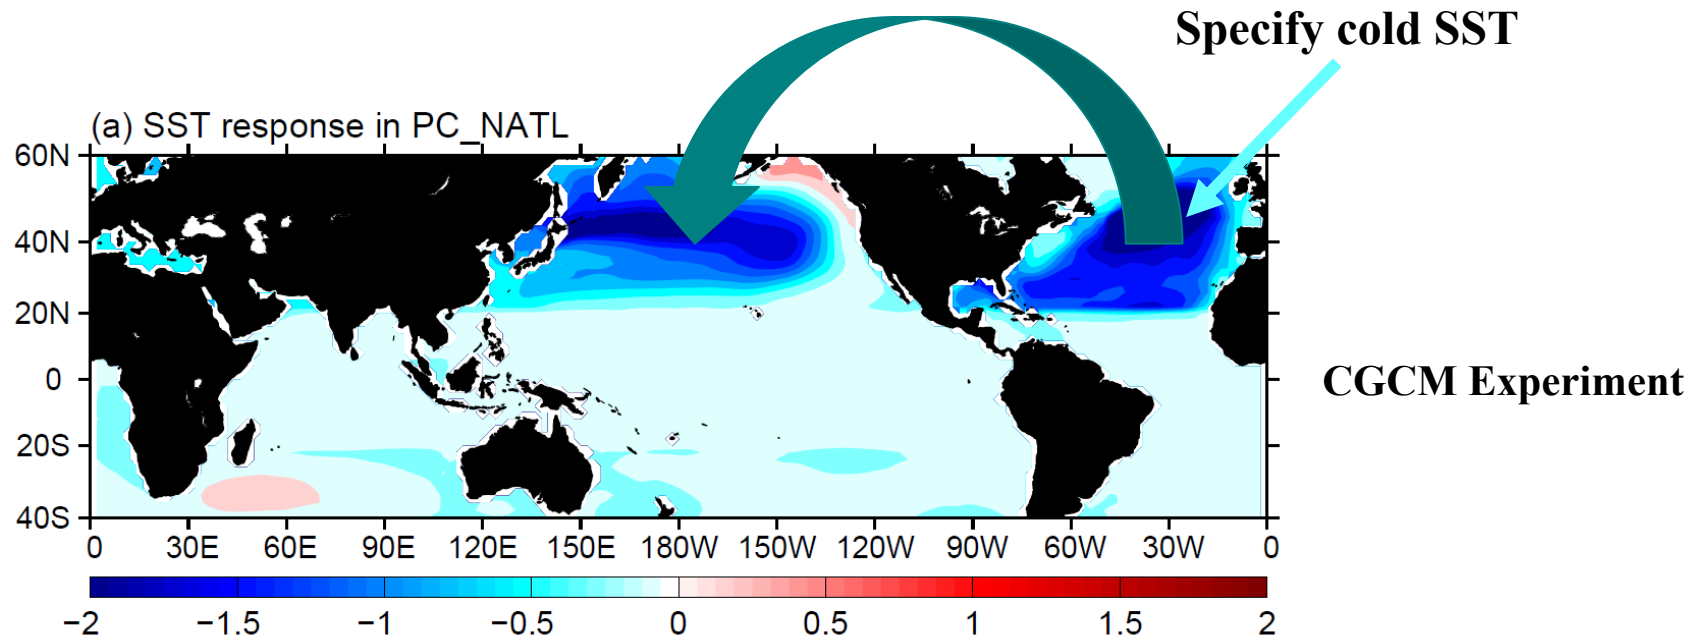 Specify cold SST
(a) SST response in PC_NATL
60N
40N
20N
0
20S
40S
0 30E 60E 90E 120E 150E 180W 150W 120W 90W 60W 30W 0
CGCM Experiment
−2 −1.5 −1 −0.5 0 0.5 1 1.5 2